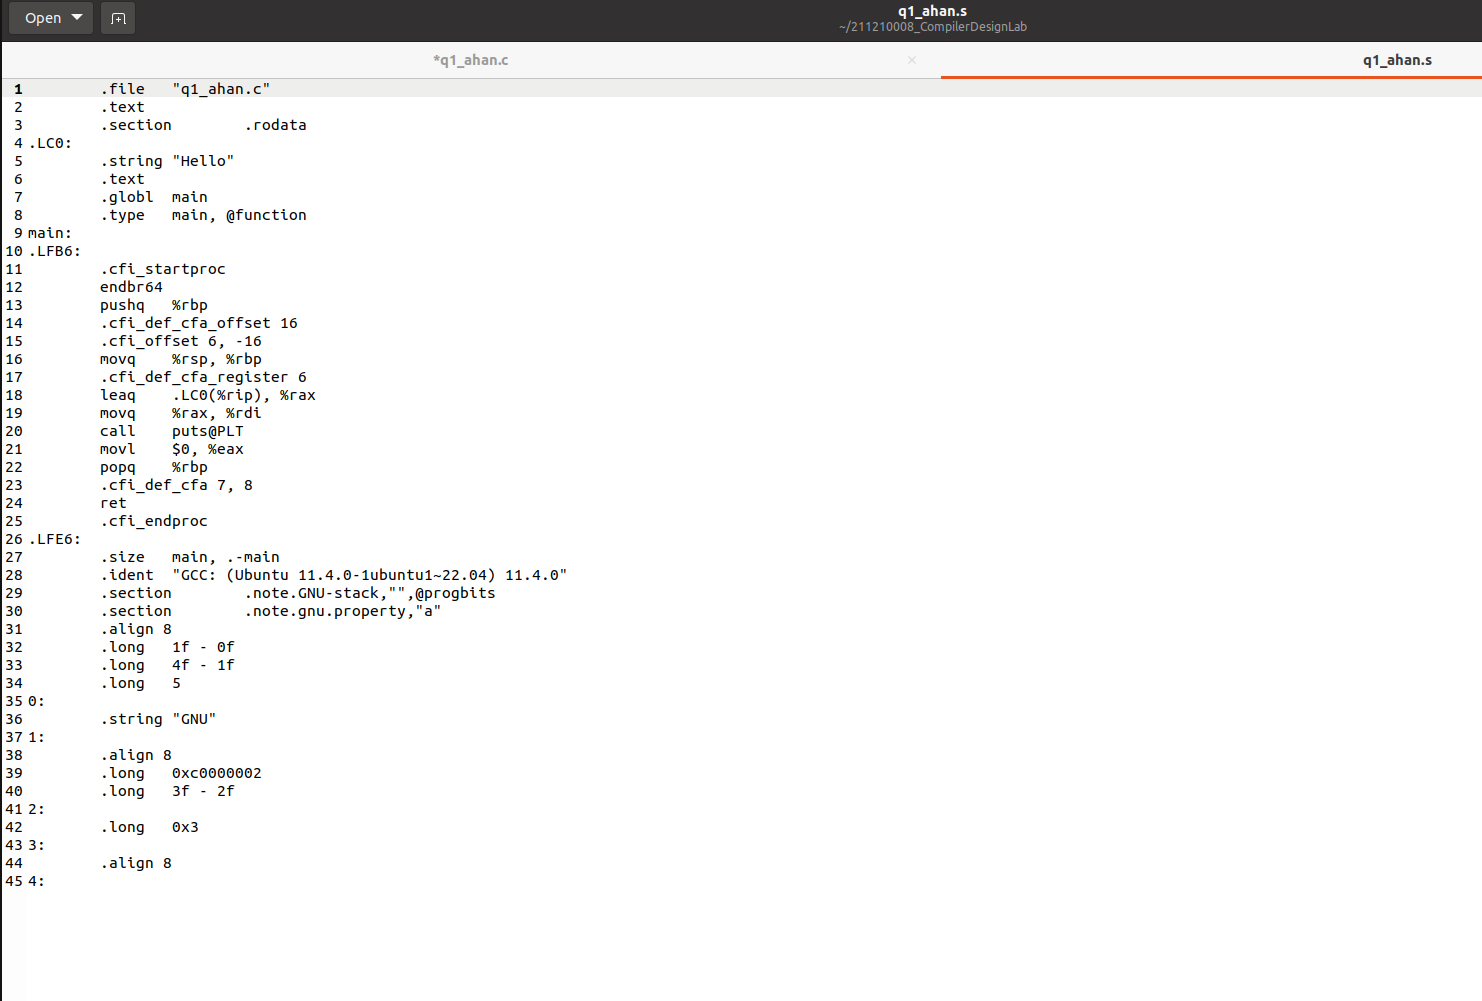 Open
q1_ahan.s
~/211210008_CompilerDesignLab
*q1_ahan.c × q1_ahan.s
1 .file "q1_ahan.c"
2 .text
3 .section .rodata
4 .LC0:
5 .string "Hello"
6 .text
7 .globl main
8 .type main, @function
9 main:
10 .LFB6:
11 .cfi_startproc
12 endbr64
13 pushq %rbp
14 .cfi_def_cfa_offset 16
15 .cfi_offset 6, -16
16 movq %rsp, %rbp
17 .cfi_def_cfa_register 6
18 leaq .LC0(%rip), %rax
19 movq %rax, %rdi
20 call puts@PLT
21 movl $0, %eax
22 popq %rbp
23 .cfi_def_cfa 7, 8
24 ret
25 .cfi_endproc
26 .LFE6:
27 .size main, .-main
28 .ident "GCC: (Ubuntu 11.4.0-1ubuntu1~22.04) 11.4.0"
29 .section .note.GNU-stack,"",@progbits
30 .section .note.gnu.property,"a"
31 .align 8
32 .long 1f - 0f
33 .long 4f - 1f
34 .long 5
35 0:
36 .string "GNU"
37 1:
38 .align 8
39 .long 0xc0000002
40 .long 3f - 2f
41 2:
42 .long 0x3
43 3:
44 .align 8
45 4: